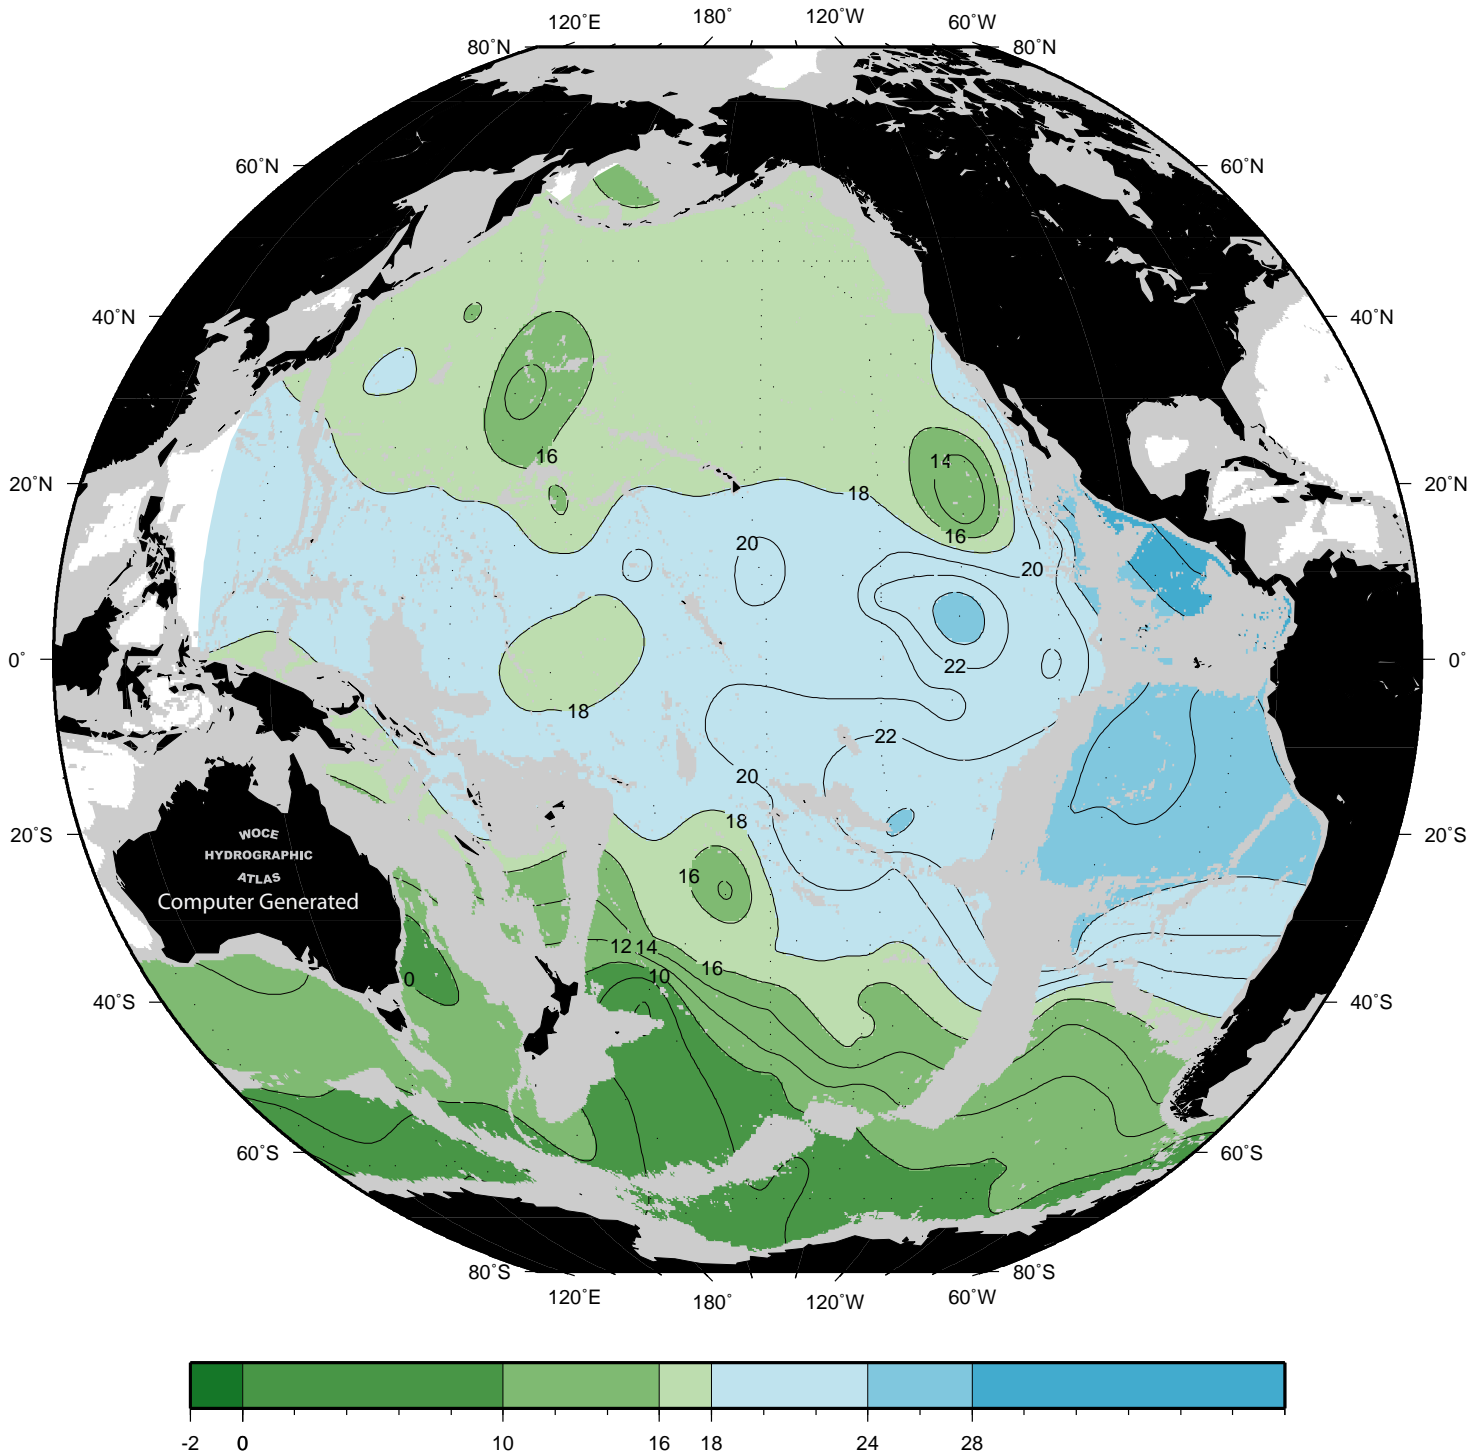 120˚E 180˚ 120˚W 60˚W
80˚N 80˚N
60˚N 60˚N
40˚N 40˚N
16
14
20˚N 18 20˚N
16
20
20
0˚ 22 0˚
18
22
20
18
WOCE
20˚S 20˚S
HYDROGRAPHIC
ATLAS
16
Computer Generated
12 14
16
10
0
40˚S 40˚S
60˚S 60˚S
80˚S 80˚S
120˚E 180˚ 120˚W 60˚W
-2 0 10 16 18 24 28